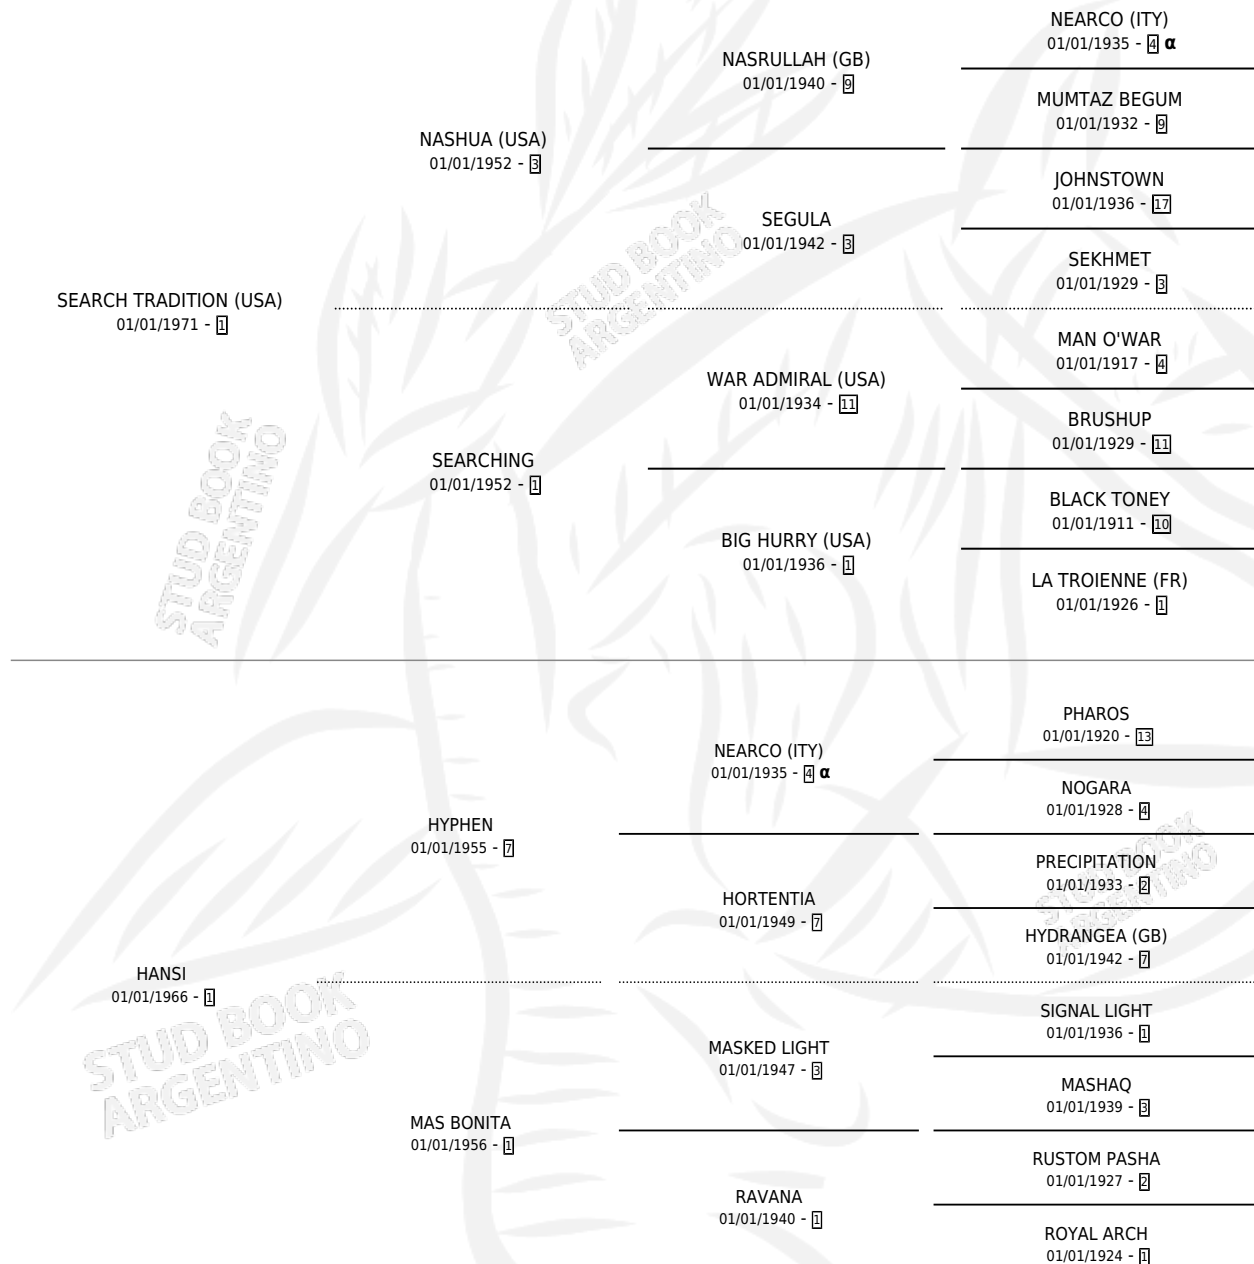 NEARCO (ITY)
01/01/1935 - 4 α
NASRULLAH (GB)
01/01/1940 - 9
MUMTAZ BEGUM
01/01/1932 - 9
NASHUA (USA)
01/01/1952 - 3
JOHNSTOWN
01/01/1936 - 17
SEGULA
01/01/1942 - 3
SEKHMET
01/01/1929 - 3
SEARCH TRADITION (USA)
01/01/1971 - 1
MAN O'WAR
01/01/1917 - 4
WAR ADMIRAL (USA)
01/01/1934 - 11
BRUSHUP
01/01/1929 - 11
SEARCHING
01/01/1952 - 1
BLACK TONEY
01/01/1911 - 10
BIG HURRY (USA)
01/01/1936 - 1
LA TROIENNE (FR)
01/01/1926 - 1
PHAROS
01/01/1920 - 13
NEARCO (ITY)
01/01/1935 - 4 α
NOGARA
01/01/1928 - 4
HYPHEN
01/01/1955 - 7
PRECIPITATION
01/01/1933 - 2
HORTENTIA
01/01/1949 - 7
HYDRANGEA (GB)
01/01/1942 - 7
HANSI
01/01/1966 - 1
SIGNAL LIGHT
01/01/1936 - 1
MASKED LIGHT
01/01/1947 - 3
MASHAQ
01/01/1939 - 3
MAS BONITA
01/01/1956 - 1
RUSTOM PASHA
01/01/1927 - 2
RAVANA
01/01/1940 - 1
ROYAL ARCH
01/01/1924 - 1
STUD BOOK
ARGENTINO
STUD BOOK
ARGENTINO
STUD BOOK
ARGENTINO
STUD BOOK
ARGENTINO